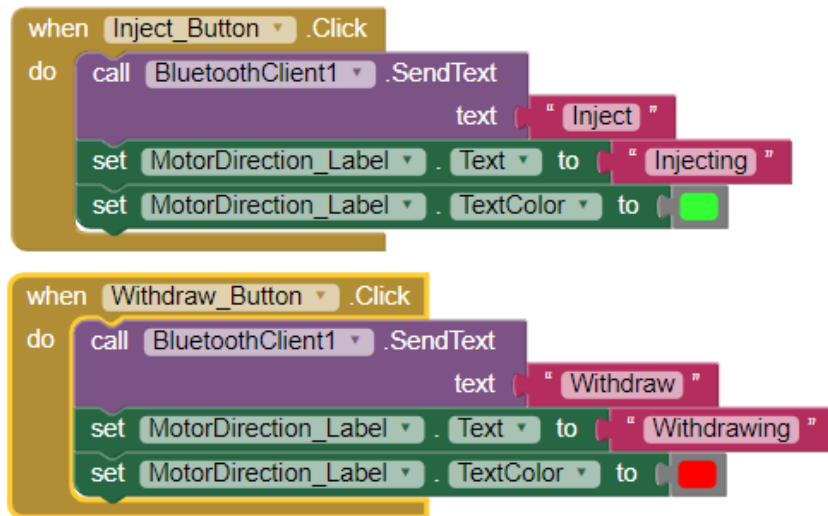 when Inject_Button .Click
do call BluetoothClient1 .SendText
text " Inject "
set MotorDirection_Label . Text to " Injecting "
set MotorDirection_Label . TextColor to
when Withdraw_Button .Click
do call BluetoothClient1 .SendText
text " Withdraw "
set MotorDirection_Label . Text to " Withdrawing "
set MotorDirection_Label . TextColor to